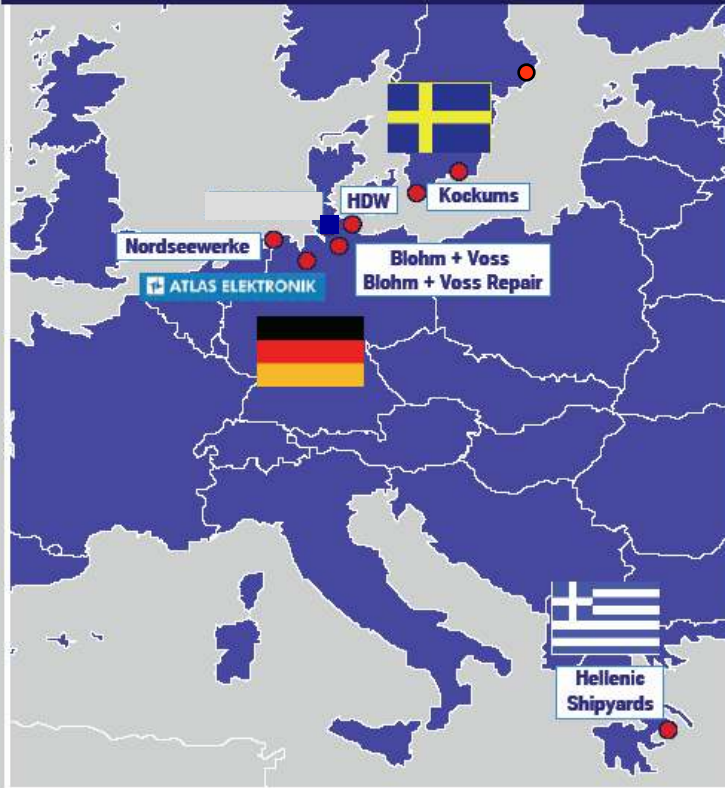 HDW
Kockums
Nordseewerke
Blohm + Voss
Blohm + Voss Repair
ATLAS ELEKTRONIK
Hellenic
Shipyards